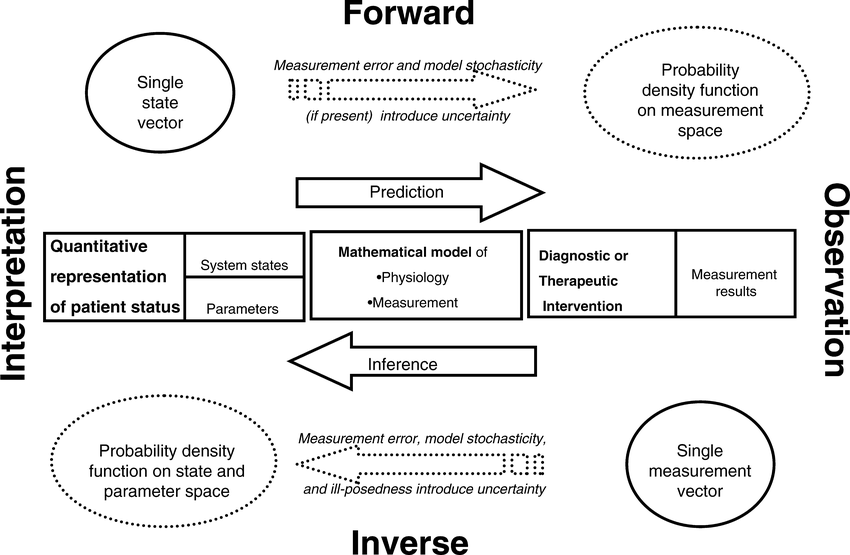 Forward
Single
state
vector
Measurement error and model stochasticity
(if present) introduce uncertainty
Probability
density function
on measurement
space
Interpretation
Prediction
Observation
Quantitative
representation
of patient status
System states
Parameters
Mathematical model of
•Physiology
•Measurement
Diagnostic or
Therapeutic
Intervention
Measurement
results
Inference
Probability density
function on state and
parameter space
Measurement error, model stochasticity,
and ill-posedness introduce uncertainty
Single
measurement
vector
Inverse